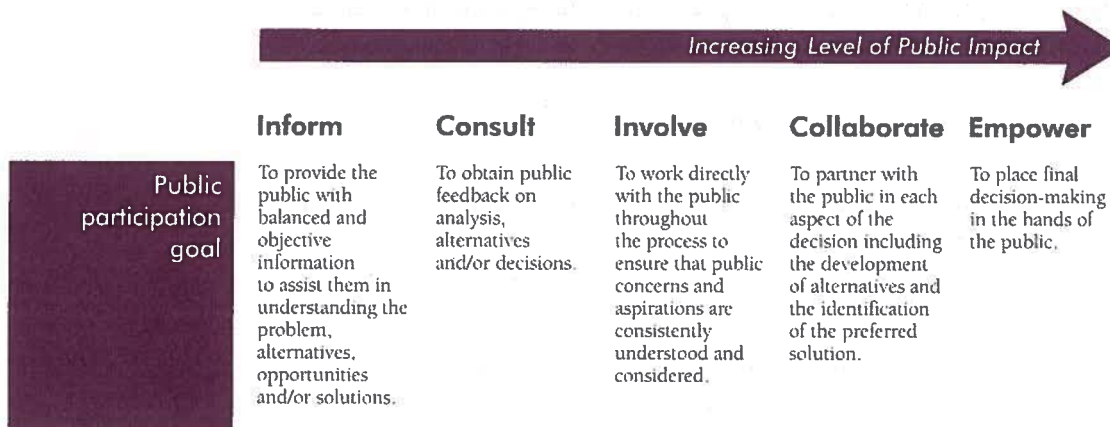 Increasing Level of Public Impact
Inform
To provide the
public with
balanced and
objective
information
to assist them in
understanding the
problem,
alternatives,
opportunities
and/or solutions.
Consult
To obtain public
feedback on
analysis,
alternatives
and/or decisions.
Involve
To work directly
with the public
throughout
the process to
ensure that public
concerns and
aspirations are
consistently
understood and
considered.
Collaborate
To partner with
the public in each
aspect of the
decision including
the development
of alternatives and
the identification
of the preferred
solution.
Empower
To place final
decision-making
in the hands of
the public.
Public
participation
goal